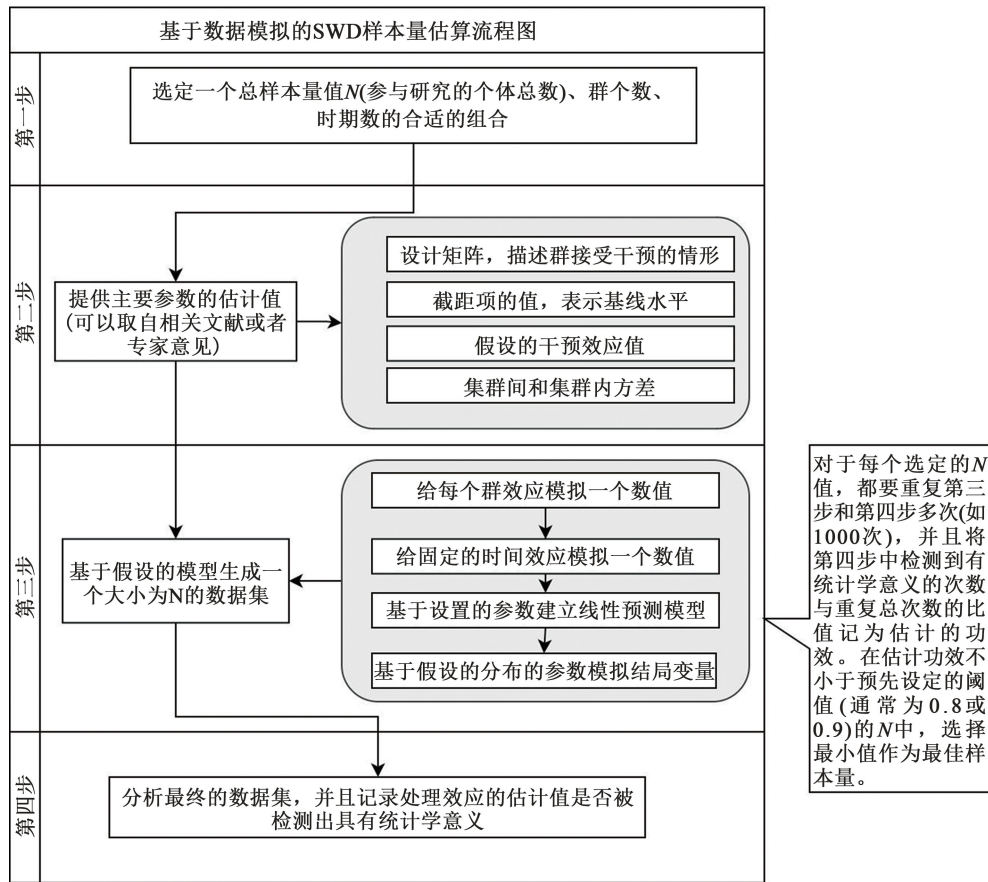 基于数据模拟的SWD样本量估算流程图
第一步
选定一个总样本量值N(参与研究的个体总数)、群个数、
时期数的合适的组合
第二步
提供主要参数的估计值
(可以取自相关文献或者
专家意见)
设计矩阵，描述群接受干预的情形
截距项的值，表示基线水平
假设的干预效应值
集群间和集群内方差
第三步
基于假设的模型生成一
个大小为N的数据集
给每个群效应模拟一个数值
给固定的时间效应模拟一个数值
基于设置的参数建立线性预测模型
基于假设的分布的参数模拟结局变量
第四步
分析最终的数据集，并且记录处理效应的估计值是否被
检测出具有统计学意义
对于每个选定的N
值，都要重复第三
步和第四步多次(如
1000次)，并且将
第四步中检测到有
统计学意义的次数
与重复总次数的比
值记为估计的功
效。在估计功效不
小于预先设定的阈
值(通常为0.8或
0.9)的N中，选择
最小值作为最佳样
本量。